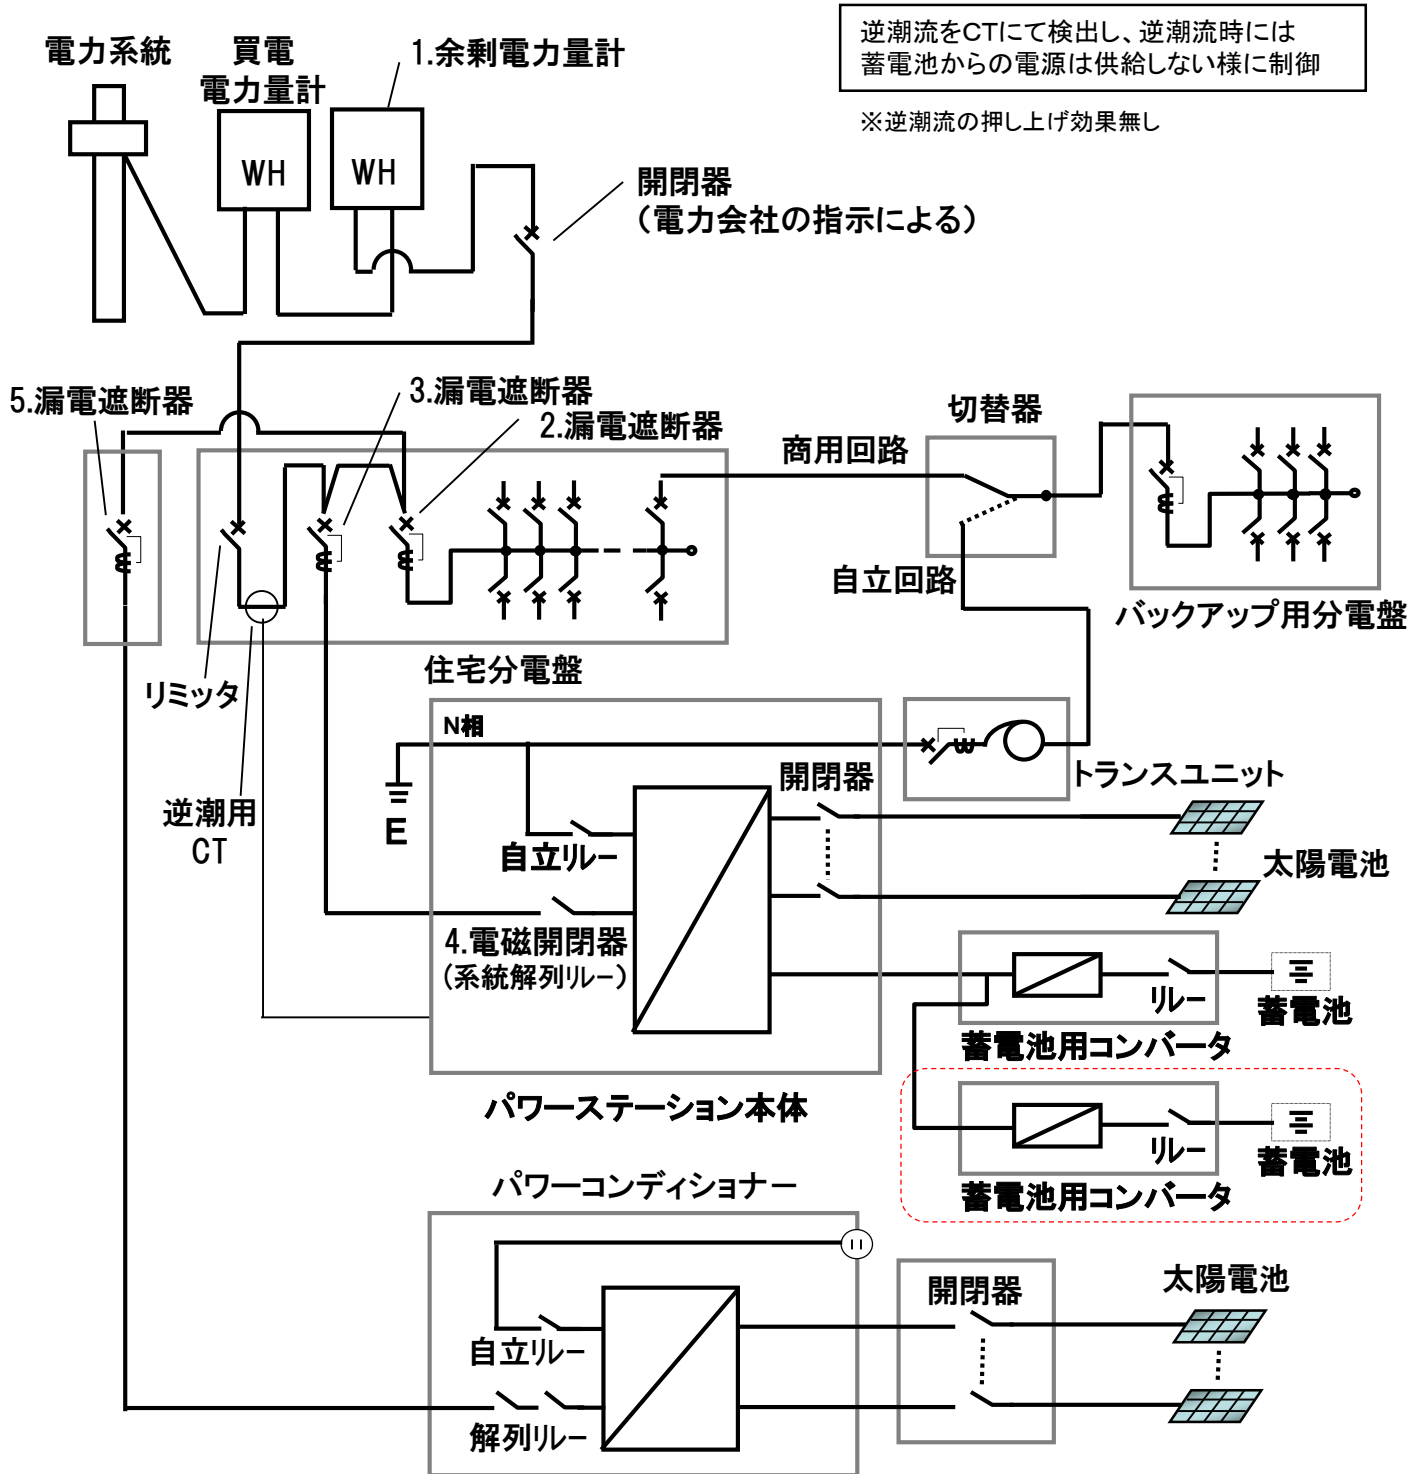 逆潮流をCTにて検出し、逆潮流時には
蓄電池からの電源は供給しない様に制御
※逆潮流の押し上げ効果無し
電力系統
買電
電力量計
1.余剰電力量計
WH
WH
開閉器
（電力会社の指示による）
5.漏電遮断器
3.漏電遮断器
2.漏電遮断器
切替器
商用回路
自立回路
バックアップ用分電盤
住宅分電盤
リミッタ
N相
トランスユニット
開閉器
逆潮用
CT
E
自立リレー
太陽電池
4.電磁開閉器
（系統解列リレー）
リレー
蓄電池
蓄電池用コンバータ
パワーステーション本体
リレー
蓄電池
蓄電池用コンバータ
パワーコンディショナー
開閉器
太陽電池
自立リレー
解列リレー